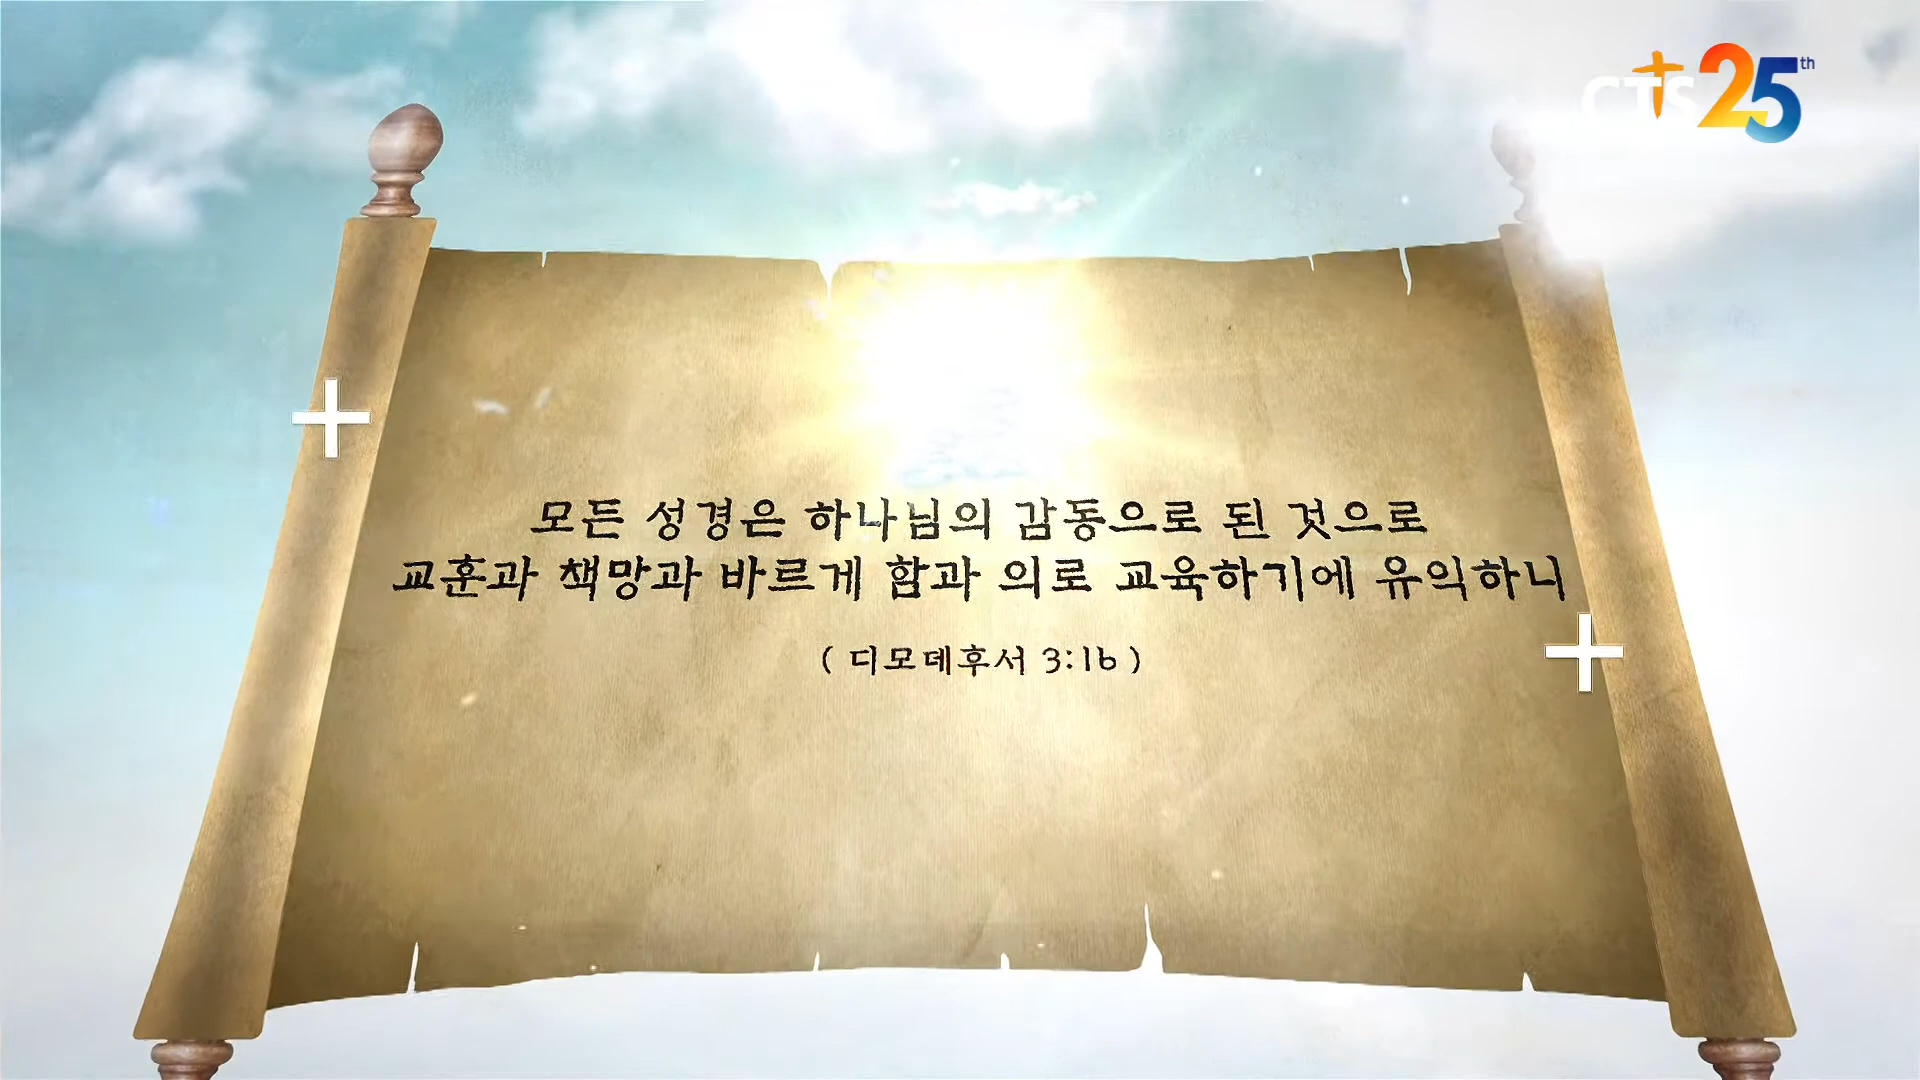 CTS 25th
모든 성경은 하나님의 감동으로 된 것으로
교훈과 책망과 바르게 함과 의로 교육하기에 유익하니
( 디모데후서 3:16 )